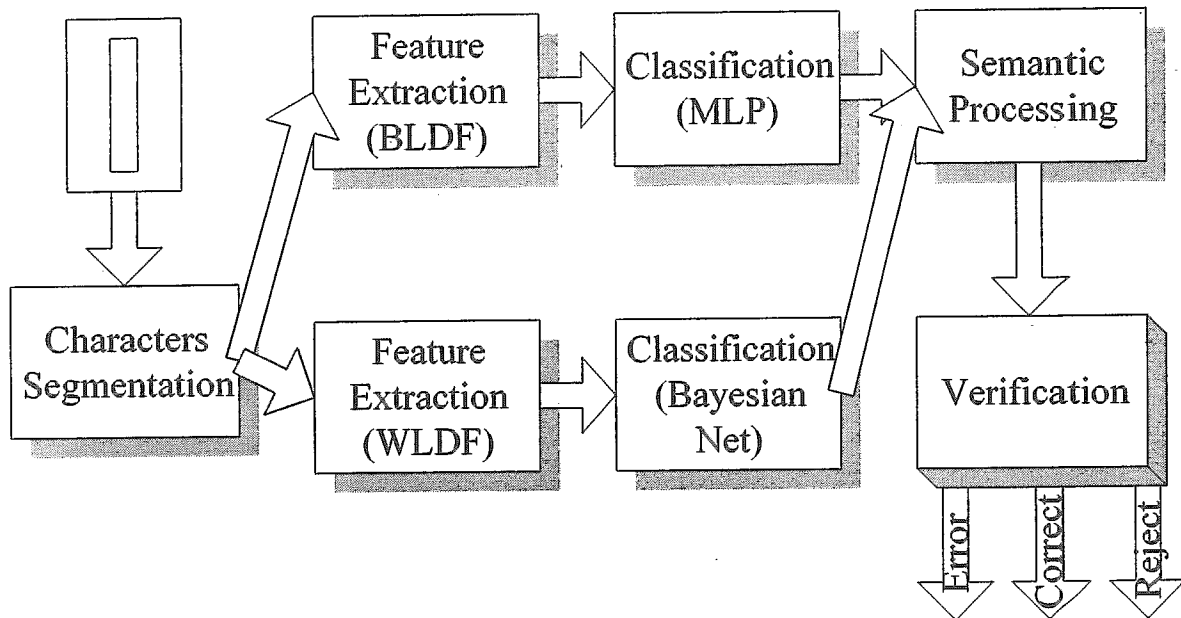 Feature
Extraction
(BLDF)
Classification
(MLP)
Semantic
Processing
Characters
Segmentation
Feature
Extraction
(WLDF)
Classification
(Bayesian
Net)
Verification
Error
Correct
Reject